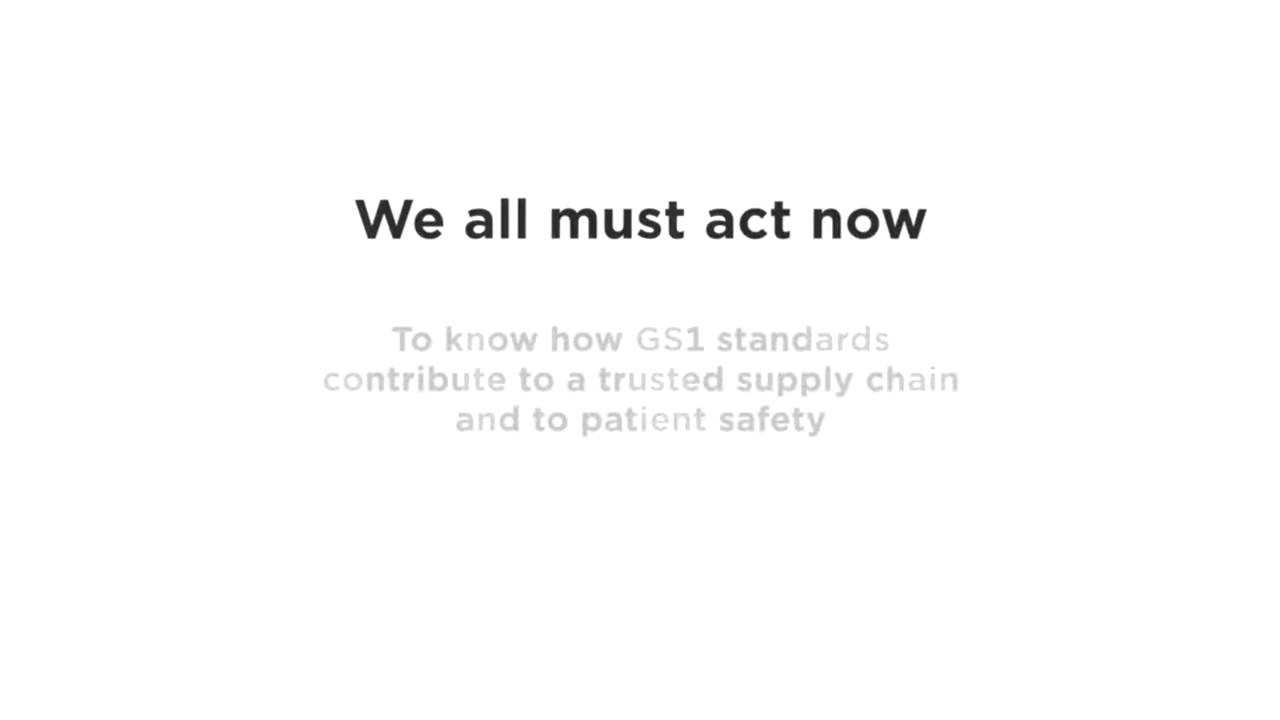 We all must act now
To know how GS1 standards
contribute to a trusted supply chain
and to patient safety